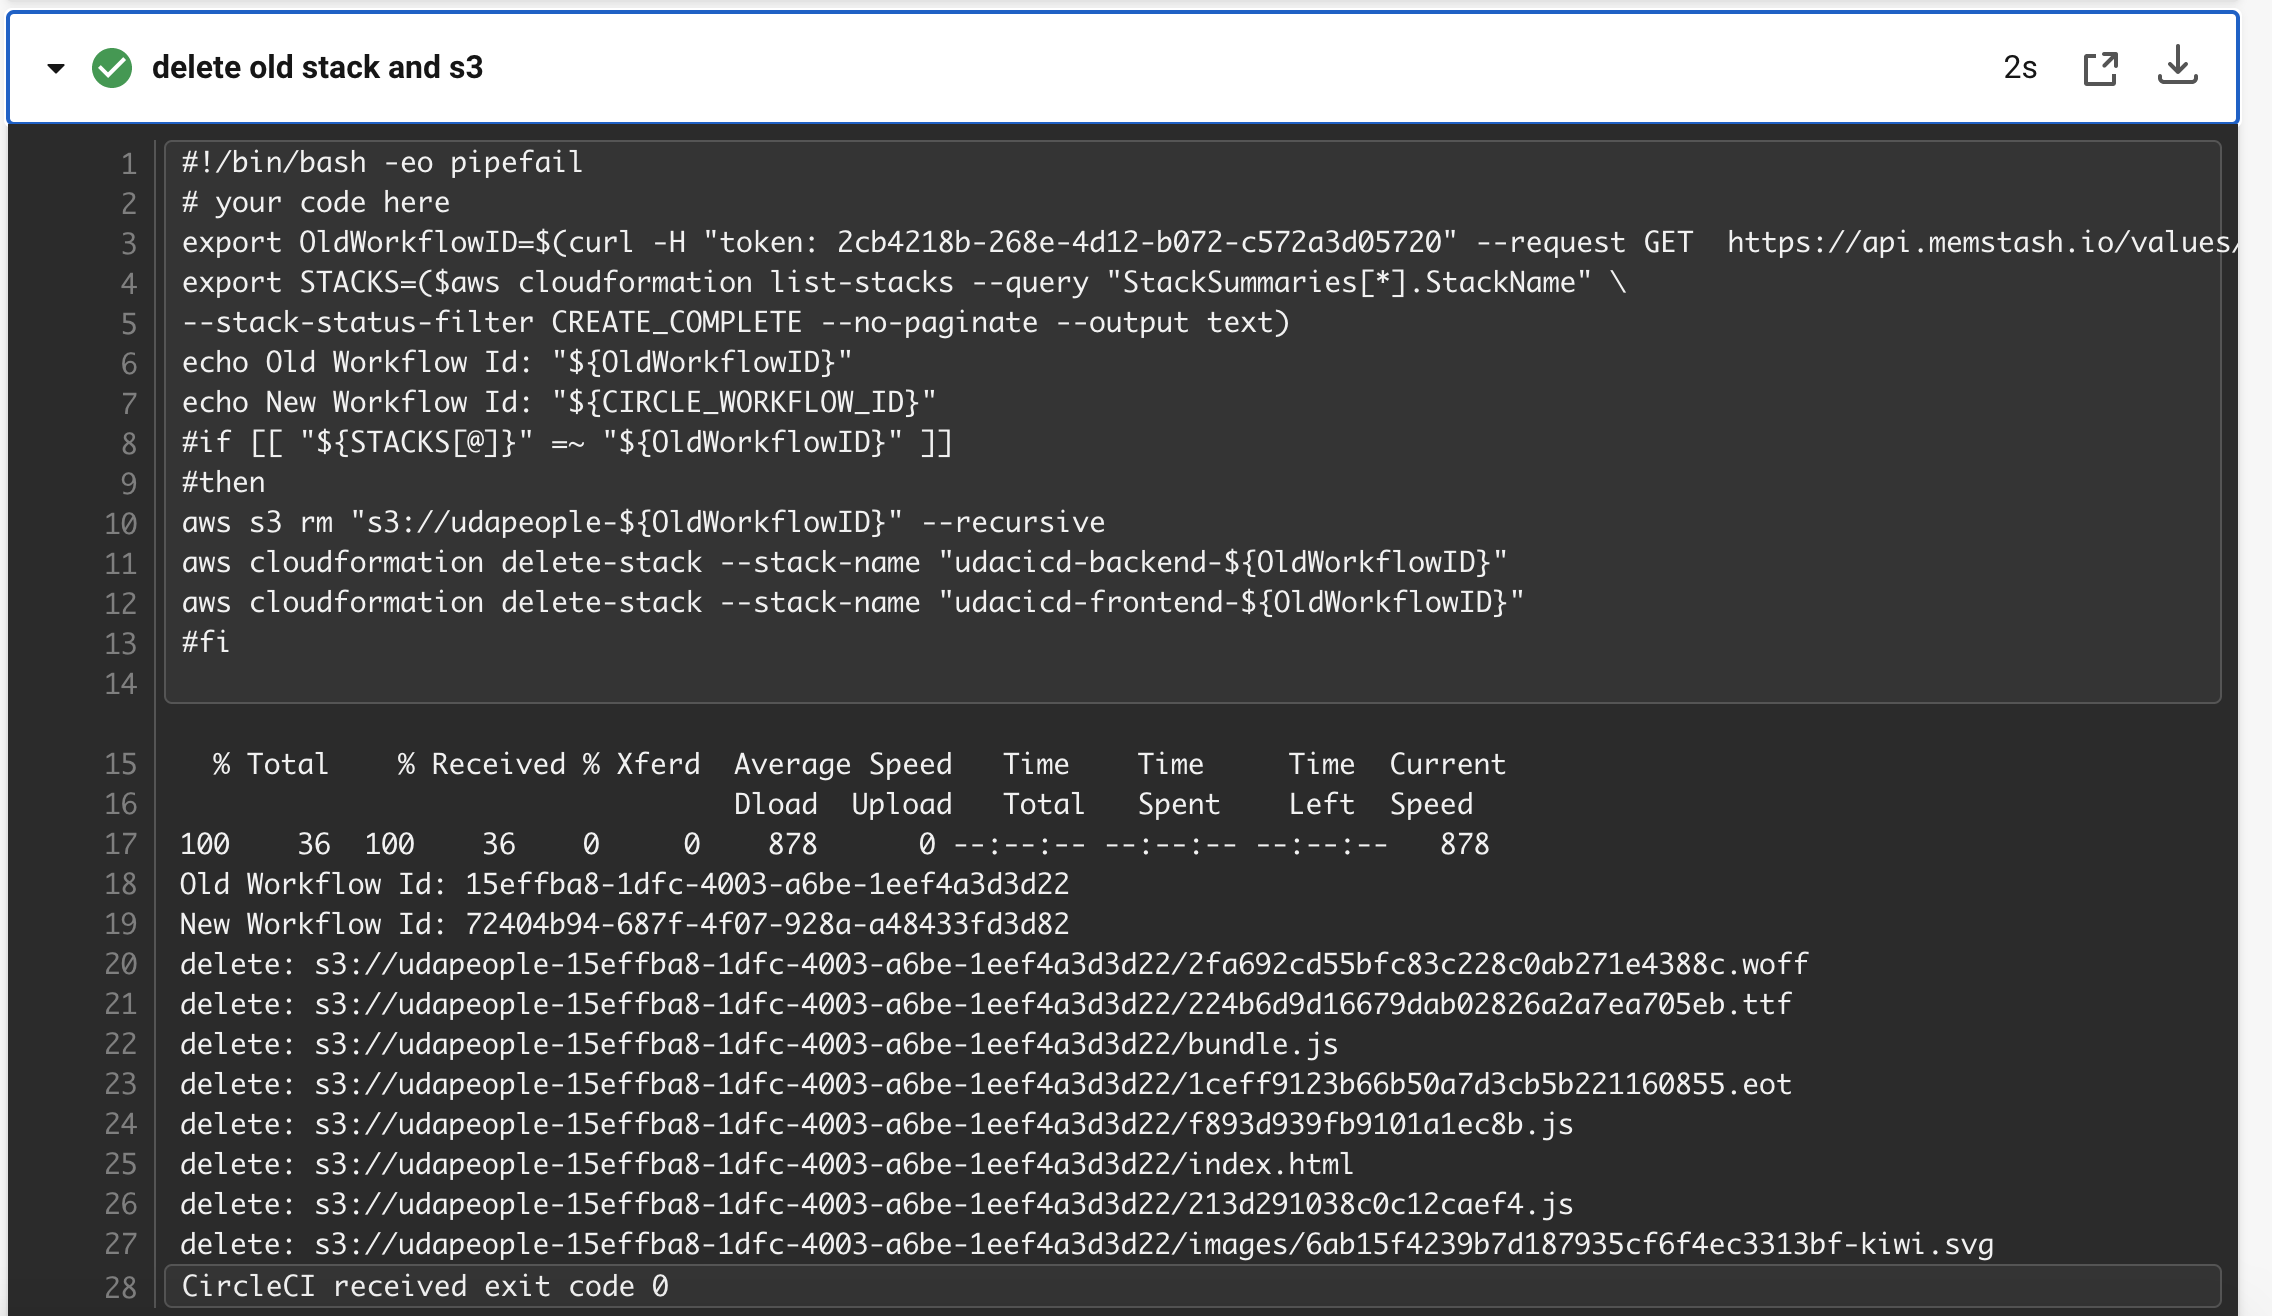 delete old stack and s3 2s
1 #!/bin/bash -eo pipefail
2 # your code here
3 export OldWorkflowID=$(curl -H "token: 2cb4218b-268e-4d12-b072-c572a3d05720" --request GET  https://api.memstash.io/values/
4 export STACKS=($aws cloudformation list-stacks --query "StackSummaries[*].StackName" \
5 --stack-status-filter CREATE_COMPLETE --no-paginate --output text)
6 echo Old Workflow Id: "${OldWorkflowID}"
7 echo New Workflow Id: "${CIRCLE_WORKFLOW_ID}"
8 #if [[ "${STACKS[@]}" =~ "${OldWorkflowID}" ]]
9 #then
10 aws s3 rm "s3://udapeople-${OldWorkflowID}" --recursive
11 aws cloudformation delete-stack --stack-name "udacicd-backend-${OldWorkflowID}"
12 aws cloudformation delete-stack --stack-name "udacicd-frontend-${OldWorkflowID}"
13 #fi
14
15   % Total    % Received % Xferd  Average Speed   Time    Time     Time  Current
16                                  Dload  Upload   Total   Spent    Left  Speed
17 100    36  100    36    0     0    878      0 --:--:-- --:--:-- --:--:--   878
18 Old Workflow Id: 15effba8-1dfc-4003-a6be-1eef4a3d3d22
19 New Workflow Id: 72404b94-687f-4f07-928a-a48433fd3d82
20 delete: s3://udapeople-15effba8-1dfc-4003-a6be-1eef4a3d3d22/2fa692cd55bfc83c228c0ab271e4388c.woff
21 delete: s3://udapeople-15effba8-1dfc-4003-a6be-1eef4a3d3d22/224b6d9d16679dab02826a2a7ea705eb.ttf
22 delete: s3://udapeople-15effba8-1dfc-4003-a6be-1eef4a3d3d22/bundle.js
23 delete: s3://udapeople-15effba8-1dfc-4003-a6be-1eef4a3d3d22/1ceff9123b66b50a7d3cb5b221160855.eot
24 delete: s3://udapeople-15effba8-1dfc-4003-a6be-1eef4a3d3d22/f893d939fb9101a1ec8b.js
25 delete: s3://udapeople-15effba8-1dfc-4003-a6be-1eef4a3d3d22/index.html
26 delete: s3://udapeople-15effba8-1dfc-4003-a6be-1eef4a3d3d22/213d291038c0c12caef4.js
27 delete: s3://udapeople-15effba8-1dfc-4003-a6be-1eef4a3d3d22/images/6ab15f4239b7d187935cf6f4ec3313bf-kiwi.svg
28 CircleCI received exit code 0